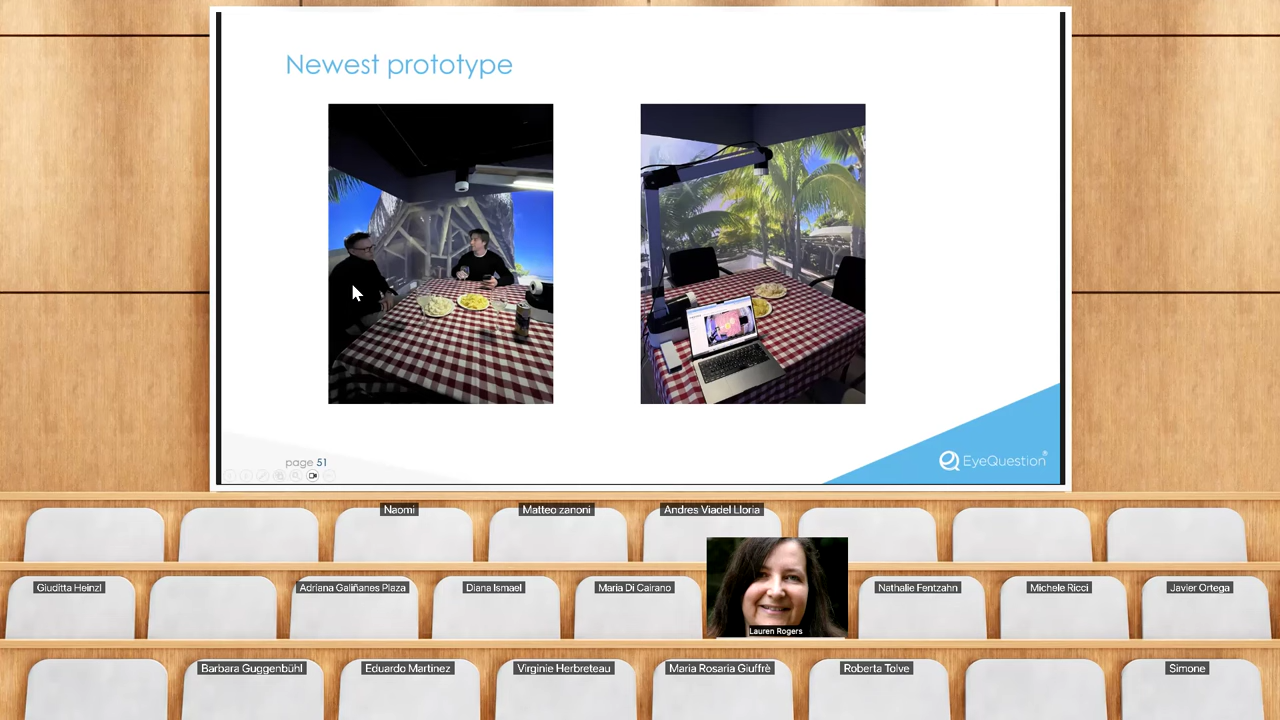 Newest prototype
page 51
EyeQuestion®
Naomi
Matteo zanoni
Andres Viadel Lloria
Giuditta Heinzl
Adriana Galiñanes Plaza
Diana Ismael
Maria Di Cairano
Lauren Rogers
Nathalie Fentzahn
Michele Ricci
Javier Ortega
Barbara Guggenbühl
Eduardo Martinez
Virginie Herbreteau
Maria Rosaria Giuffrè
Roberta Tolve
Simone